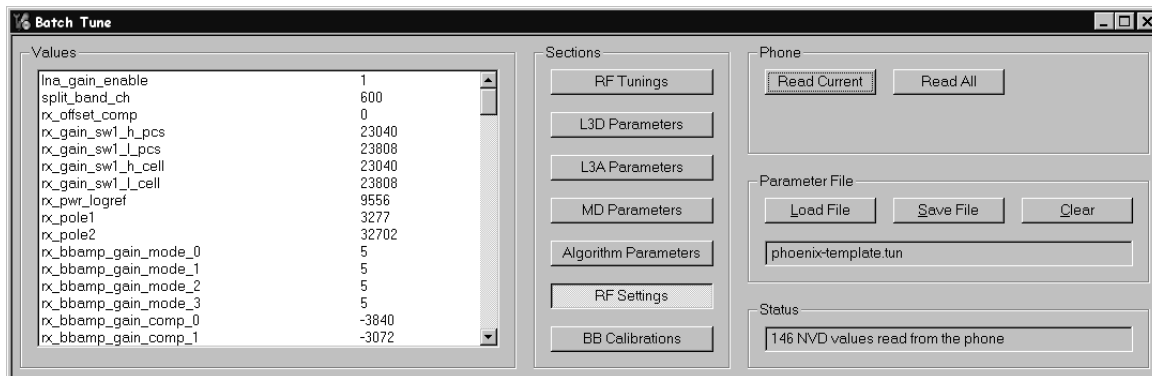 Batch Tune
Values
lna_gain_enable 1
split_band_ch 600
rx_offset_comp 0
rx_gain_sw1_h_pcs 23040
rx_gain_sw1_l_pcs 23808
rx_gain_sw1_h_cell 23040
rx_gain_sw1_l_cell 23808
rx_pwr_logref 9556
rx_pole1 3277
rx_pole2 32702
rx_bbamp_gain_mode_0 5
rx_bbamp_gain_mode_1 5
rx_bbamp_gain_mode_2 5
rx_bbamp_gain_mode_3 5
rx_bbamp_gain_comp_0 -3840
rx_bbamp_gain_comp_1 -3072
Sections
RF Tunings
L3D Parameters
L3A Parameters
MD Parameters
Algorithm Parameters
RF Settings
BB Calibrations
Phone
Read Current Read All
Parameter File
Load File Save File Clear
phoenix-template.tun
Status
146 NVD values read from the phone